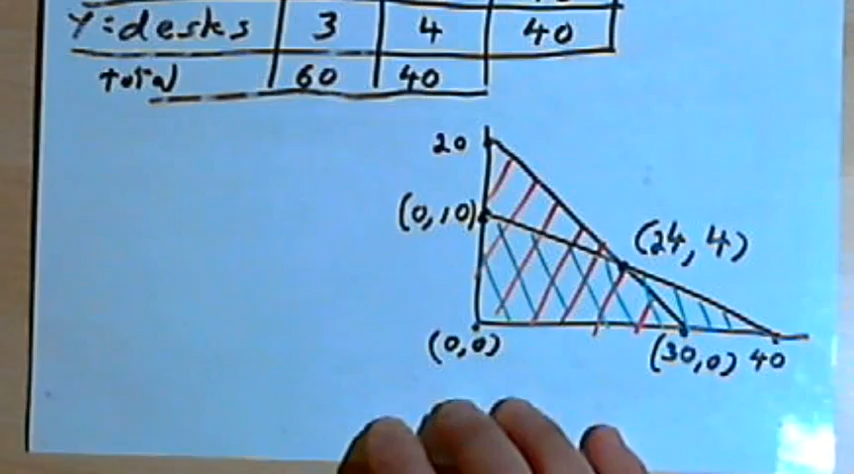 Y=desks 3 4 40
total 60 40
20
(0,10)
(24, 4)
(0,0) (30,0) 40